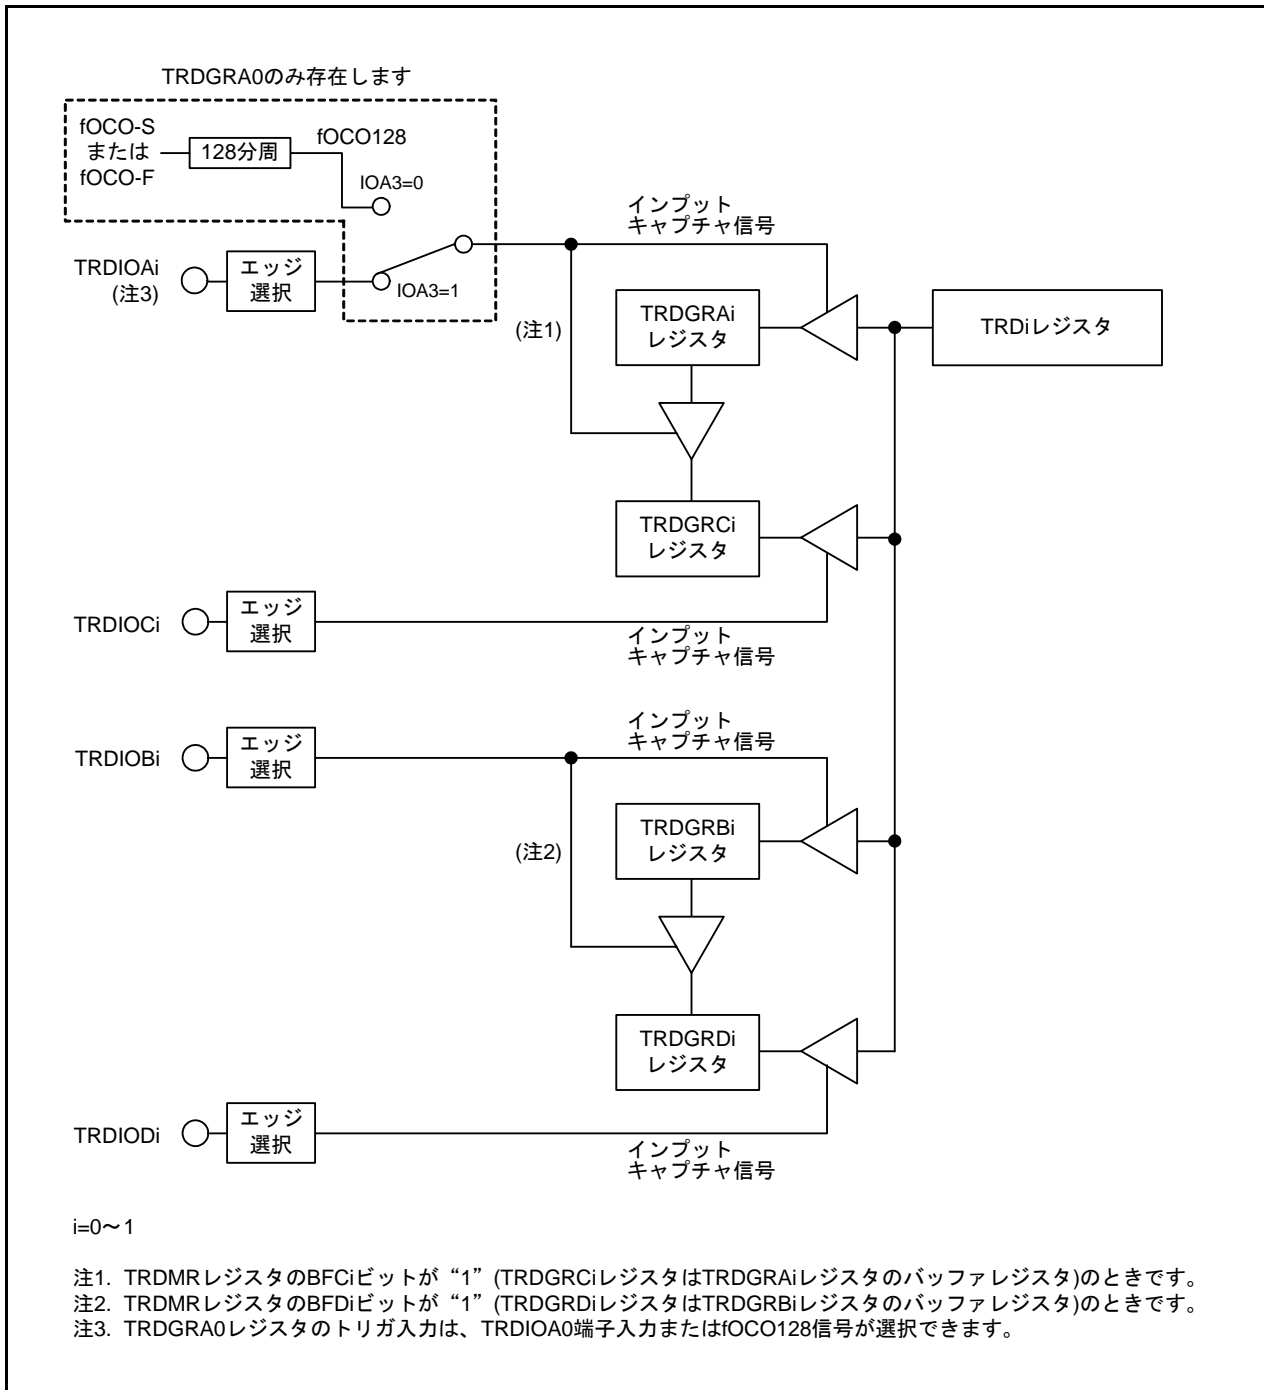 TRDGRA0のみ存在します
fOCO-S
または
fOCO-F
128分周
fOCO128
IOA3=0
インプット
キャプチャ信号
TRDIOAi
(注3)
エッジ
選択
IOA3=1
(注1)
TRDGRAi
レジスタ
TRDiレジスタ
TRDGRCi
レジスタ
TRDIOCi
エッジ
選択
インプット
キャプチャ信号
TRDIOBi
エッジ
選択
インプット
キャプチャ信号
(注2)
TRDGRBi
レジスタ
TRDGRDi
レジスタ
TRDIODi
エッジ
選択
インプット
キャプチャ信号
i=0～1
注1. TRDMRレジスタのBFCiビットが“1”(TRDGRCiレジスタはTRDGRAiレジスタのバッファレジスタ)のときです。
注2. TRDMRレジスタのBFDiビットが“1”(TRDGRDiレジスタはTRDGRBiレジスタのバッファレジスタ)のときです。
注3. TRDGRA0レジスタのトリガ入力は、TRDIOA0端子入力またはfOCO128信号が選択できます。